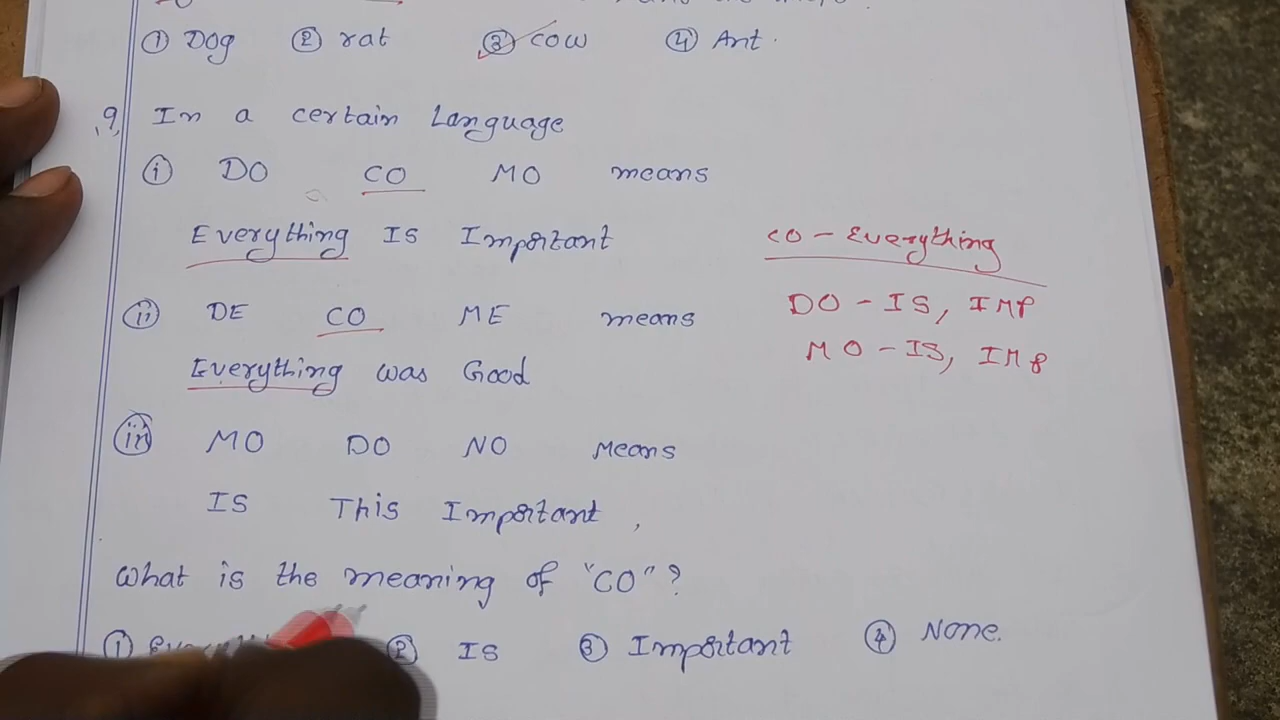 ① Dog ② rat ③ cow ④ Ant.
9, In a certain Language
i DO CO MO means
Everything IS Important
ii DE CO ME means
Everything was Good
iii MO DO NO Means
IS This Important,
What is the meaning of "CO"?
① ② IS ③ Important ④ None.
CO - Everything
DO - IS, IMP
MO - IS, IMP